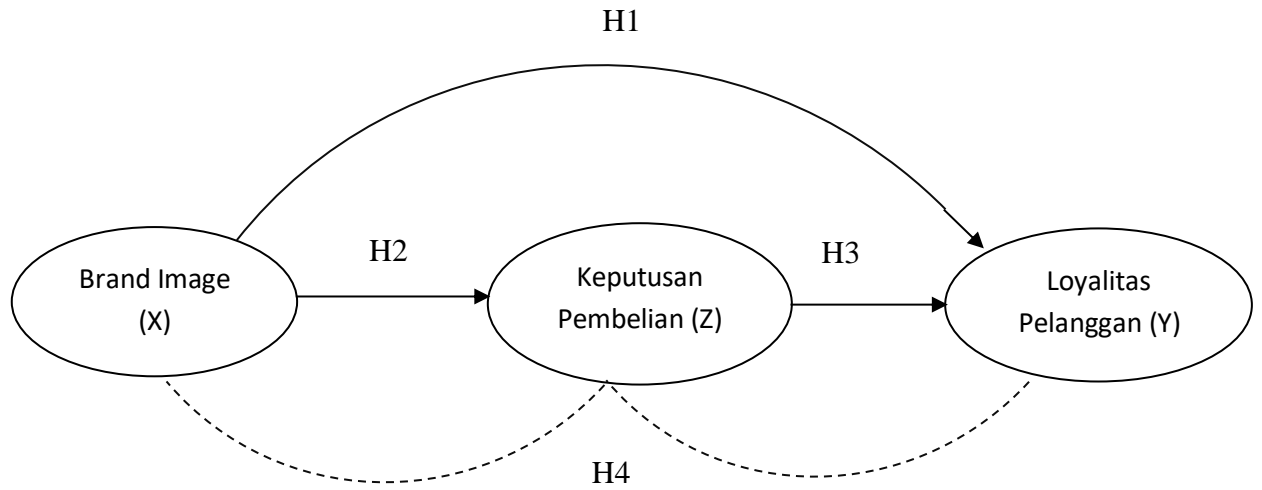 H1
H2
H3
Brand Image
(X)
Keputusan
Pembelian (Z)
Loyalitas
Pelanggan (Y)
H4